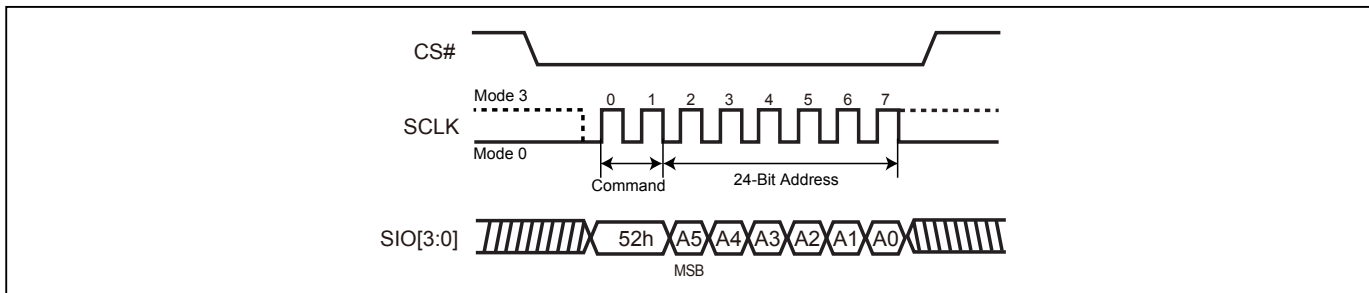 CS#
Mode 3
0 1 2 3 4 5 6 7
SCLK
Mode 0
Command
24-Bit Address
SIO[3:0]
52h A5 A4 A3 A2 A1 A0
MSB